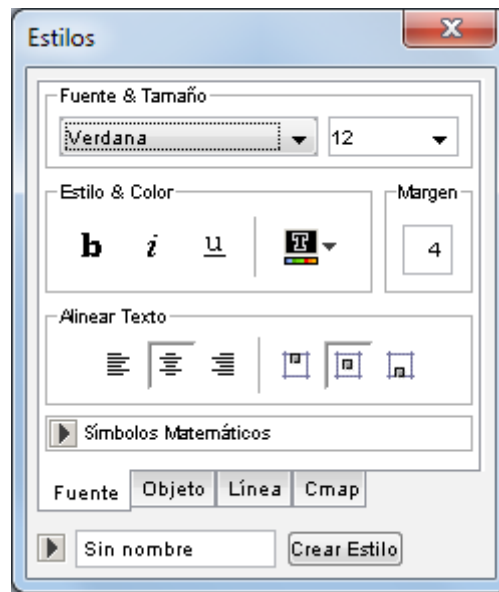 Estilos
Fuente & Tamaño
Verdana 12
Estilo & Color Margen
b i u T 4
Alinear Texto
Símbolos Matemáticos
Fuente Objeto Línea Cmap
Sin nombre Crear Estilo